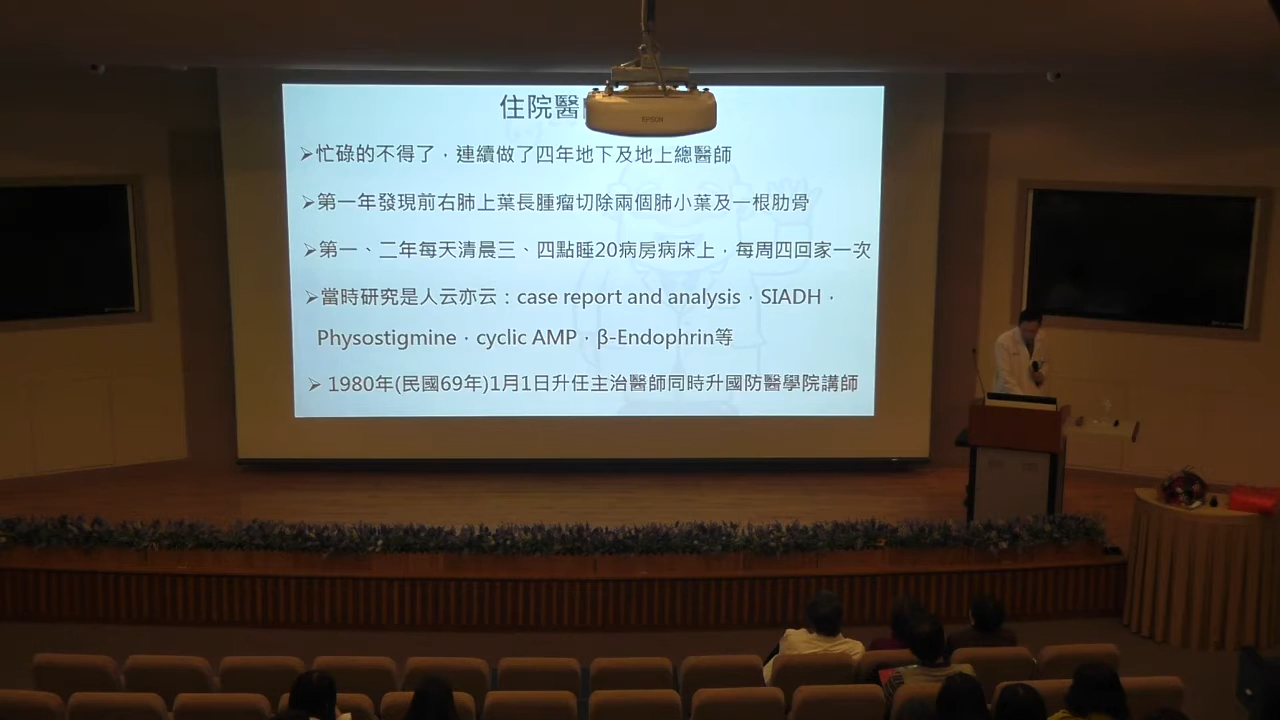 住院醫
EPSON
➢忙碌的不得了，連續做了四年地下及地上總醫師
➢第一年發現前右肺上葉長腫瘤切除兩個肺小葉及一根肋骨
➢第一、二年每天清晨三、四點睡20病房病床上，每周四回家一次
➢當時研究是人云亦云：case report and analysis，SIADH，
Physostigmine，cyclic AMP，β-Endophrin等
➢ 1980年(民國69年)1月1日升任主治醫師同時升國防醫學院講師